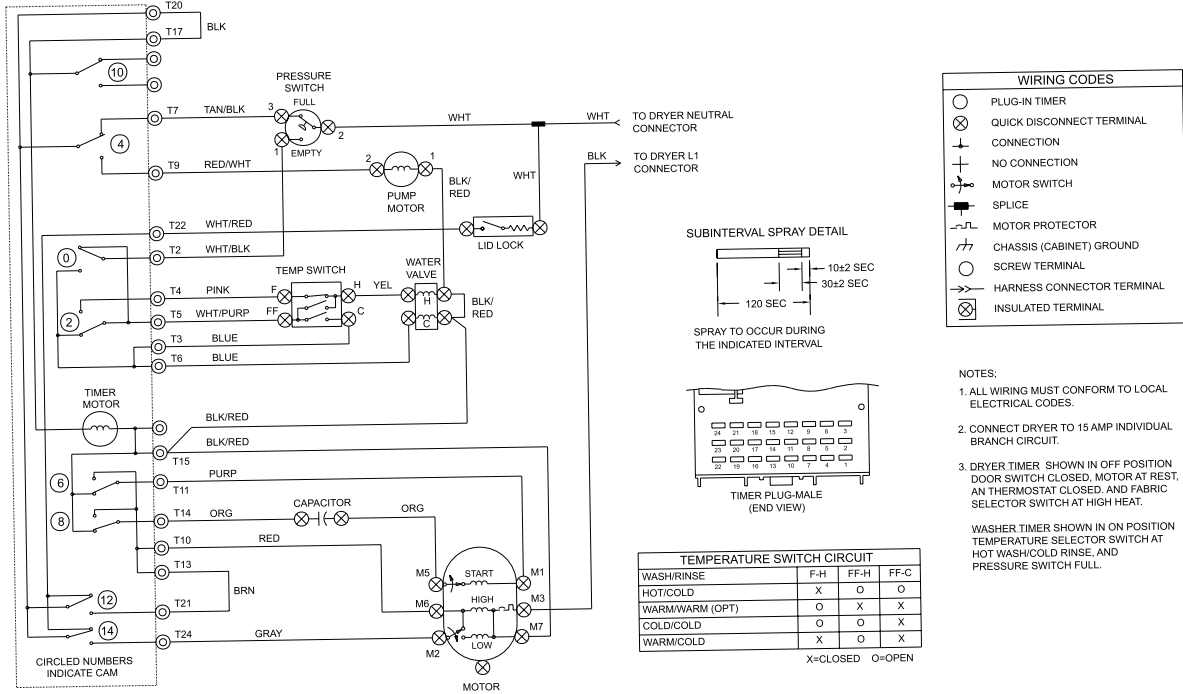 T20
BLK
T17
10
PRESSURE
SWITCH
FULL
3
T7 TAN/BLK
WHT
WHT
TO DRYER NEUTRAL
CONNECTOR
2
4
1
EMPTY
BLK
TO DRYER L1
CONNECTOR
T9 RED/WHT
2
1
PUMP
MOTOR
BLK/
RED
WHT
T22 WHT/RED
LID LOCK
0
T2 WHT/BLK
TEMP SWITCH
WATER
VALVE
T4 PINK
F
H
YEL
H
BLK/
RED
2
T5 WHT/PURP
FF
C
C
T3 BLUE
T6 BLUE
TIMER
MOTOR
BLK/RED
BLK/RED
T15
6
PURP
T11
8
CAPACITOR
T14 ORG
ORG
T10
RED
T13
BRN
12
T21
14
T24
GRAY
M5
START
M1
M6
HIGH
M3
M7
LOW
M2
MOTOR
CIRCLED NUMBERS
INDICATE CAM
SUBINTERVAL SPRAY DETAIL
10±2 SEC
30±2 SEC
120 SEC
SPRAY TO OCCUR DURING
THE INDICATED INTERVAL
24 21 18 15 12 9 6 3
23 20 17 14 11 8 5 2
22 19 16 13 10 7 4 1
TIMER PLUG-MALE
(END VIEW)
TEMPERATURE SWITCH CIRCUIT
WASH/RINSE F-H FF-H FF-C
HOT/COLD X O O
WARM/WARM (OPT) O X X
COLD/COLD O O X
WARM/COLD X O X
X=CLOSED O=OPEN
WIRING CODES
PLUG-IN TIMER
QUICK DISCONNECT TERMINAL
CONNECTION
NO CONNECTION
MOTOR SWITCH
SPLICE
MOTOR PROTECTOR
CHASSIS (CABINET) GROUND
SCREW TERMINAL
HARNESS CONNECTOR TERMINAL
INSULATED TERMINAL
NOTES;
1. ALL WIRING MUST CONFORM TO LOCAL
ELECTRICAL CODES.
2. CONNECT DRYER TO 15 AMP INDIVIDUAL
BRANCH CIRCUIT.
3. DRYER TIMER SHOWN IN OFF POSITION
DOOR SWITCH CLOSED, MOTOR AT REST,
AN THERMOSTAT CLOSED. AND FABRIC
SELECTOR SWITCH AT HIGH HEAT.
WASHER TIMER SHOWN IN ON POSITION
TEMPERATURE SELECTOR SWITCH AT
HOT WASH/COLD RINSE, AND
PRESSURE SWITCH FULL.